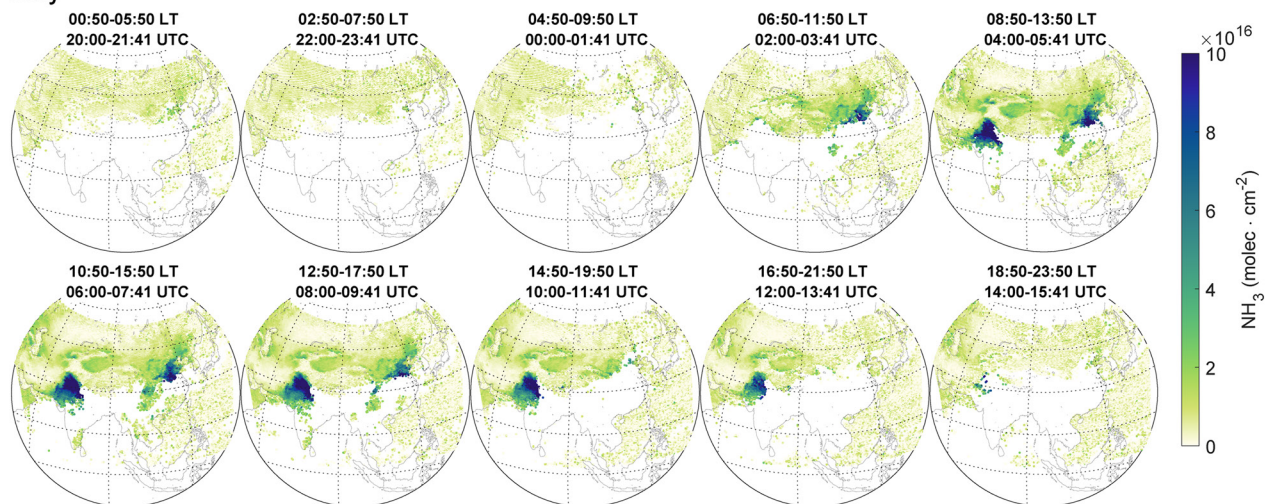 00:50-05:50 LT
20:00-21:41 UTC
02:50-07:50 LT
22:00-23:41 UTC
04:50-09:50 LT
00:00-01:41 UTC
06:50-11:50 LT
02:00-03:41 UTC
08:50-13:50 LT
04:00-05:41 UTC
×10^16
10
8
6
4
2
0
NH₃ (molec · cm⁻²)
10:50-15:50 LT
06:00-07:41 UTC
12:50-17:50 LT
08:00-09:41 UTC
14:50-19:50 LT
10:00-11:41 UTC
16:50-21:50 LT
12:00-13:41 UTC
18:50-23:50 LT
14:00-15:41 UTC